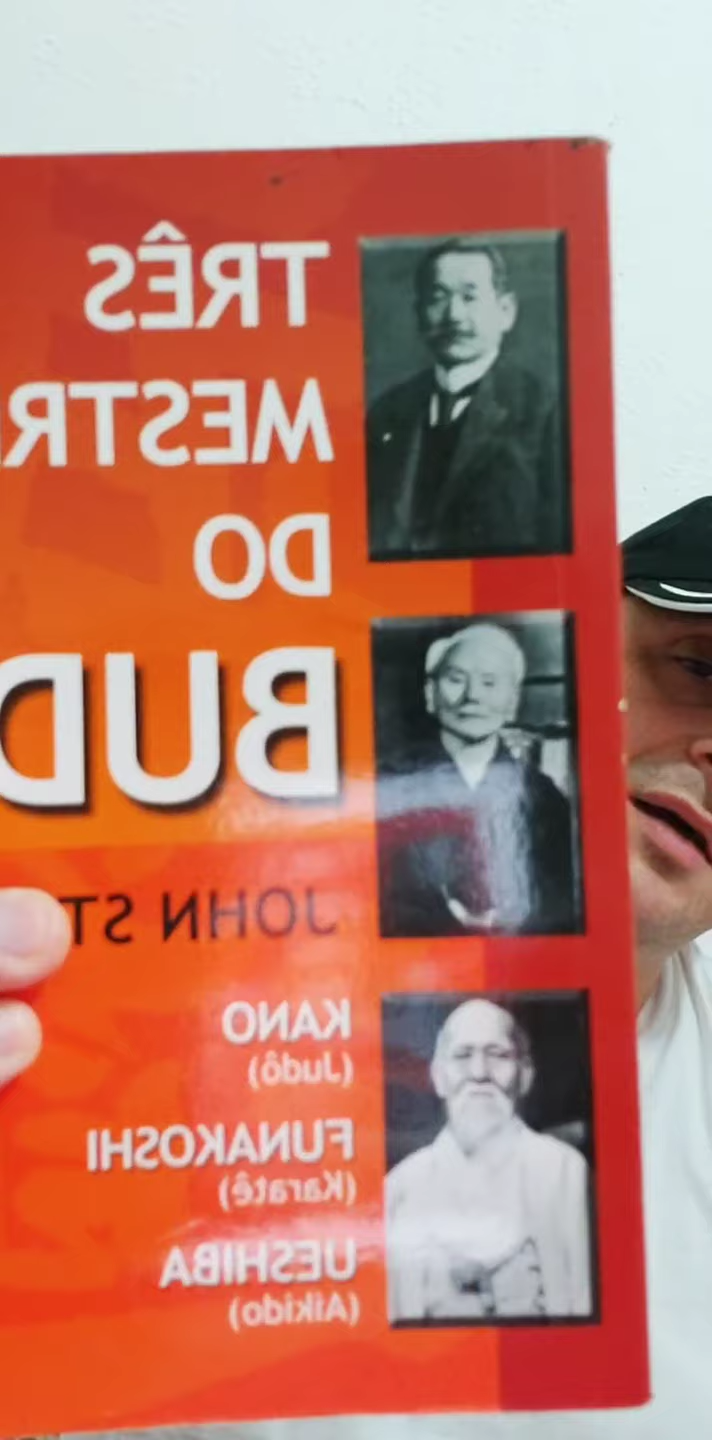 TRÊS
MESTR
DO
BUD
JOHN ST
KANO
(Judô)
FUNAKOSHI
(Karatê)
UESHIBA
(Aikido)